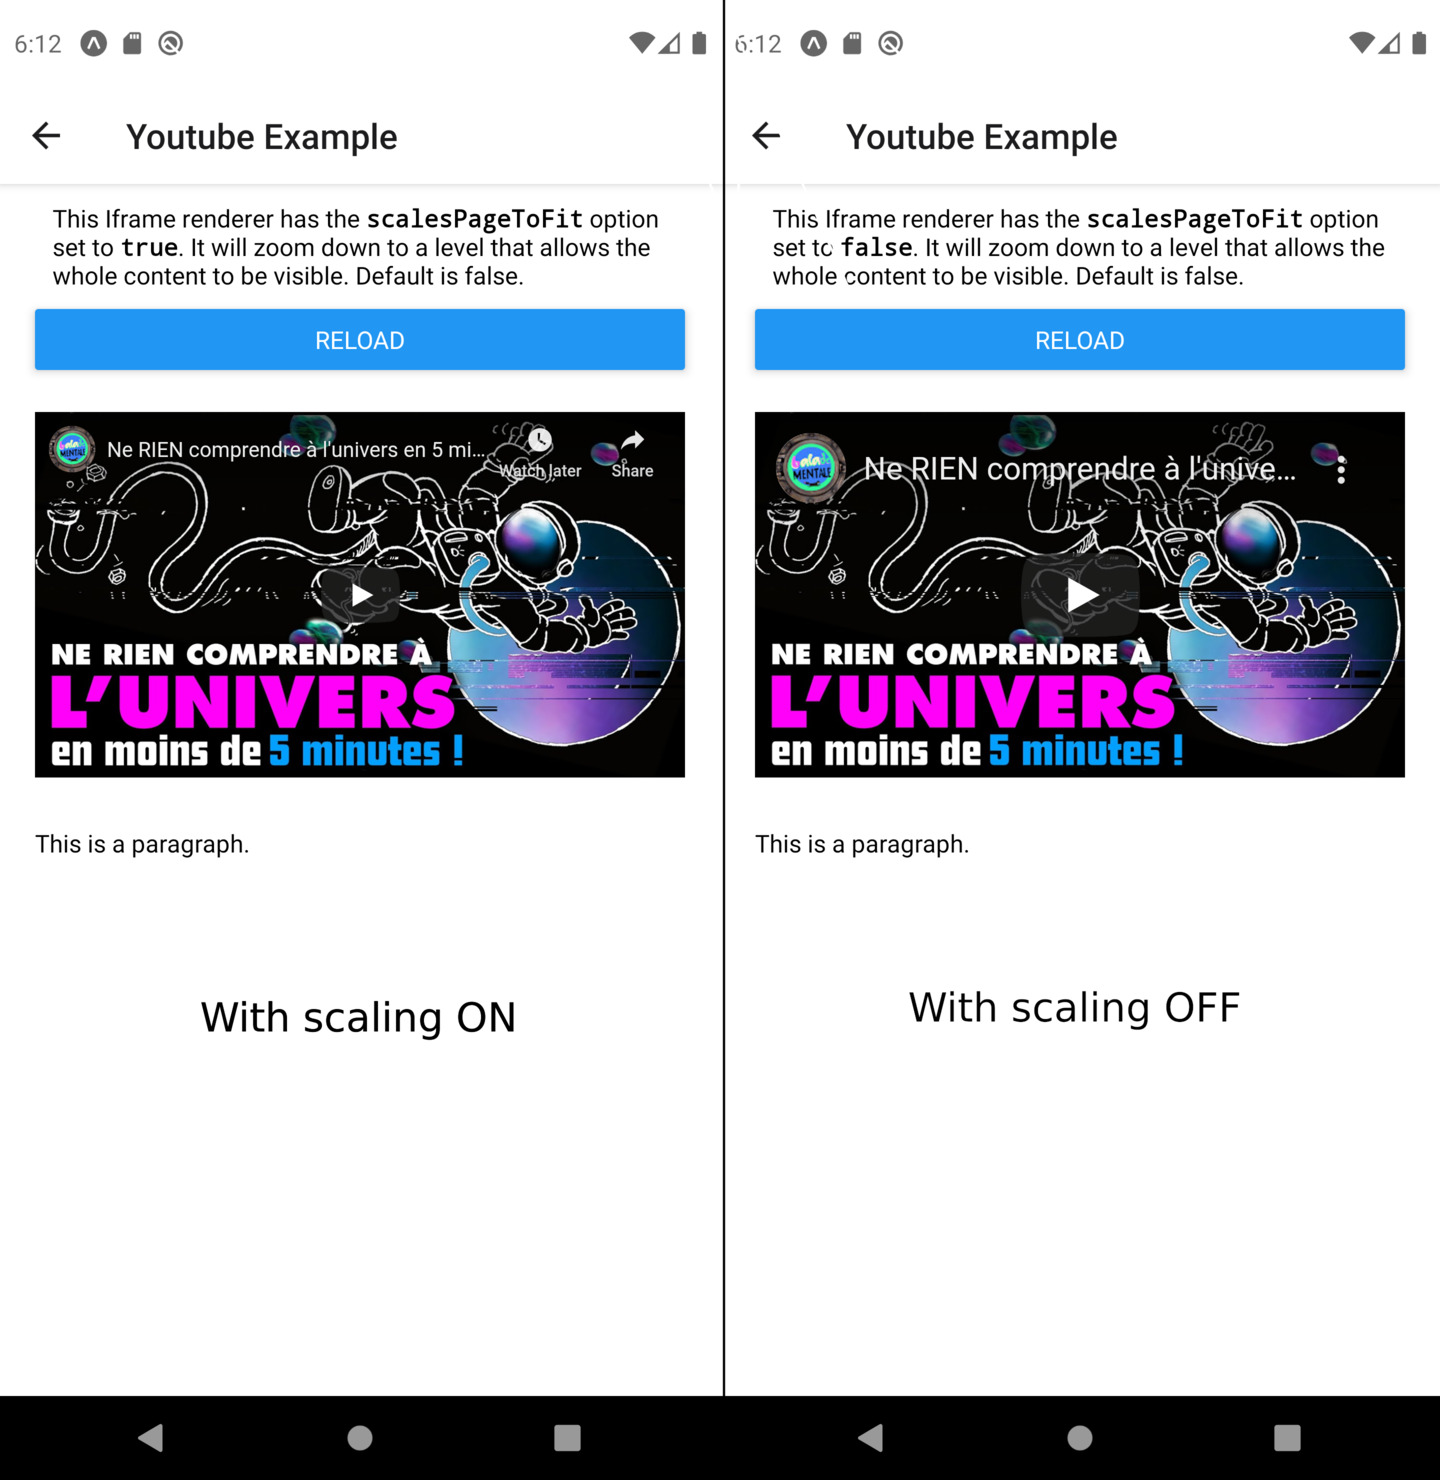 6:12
Youtube Example
This Iframe renderer has the scalesPageToFit option
set to true. It will zoom down to a level that allows the
whole content to be visible. Default is false.
RELOAD
Ne RIEN comprendre à l'univers en 5 mi...
Watch later
Share
MENTALE
NE RIEN COMPRENDRE À
L'UNIVERS
en moins de 5 minutes !
This is a paragraph.
With scaling ON
6:12
Youtube Example
This Iframe renderer has the scalesPageToFit option
set to false. It will zoom down to a level that allows the
whole content to be visible. Default is false.
RELOAD
Ne RIEN comprendre à l'unive...
MENTALE
NE RIEN COMPRENDRE À
L'UNIVERS
en moins de 5 minutes !
This is a paragraph.
With scaling OFF